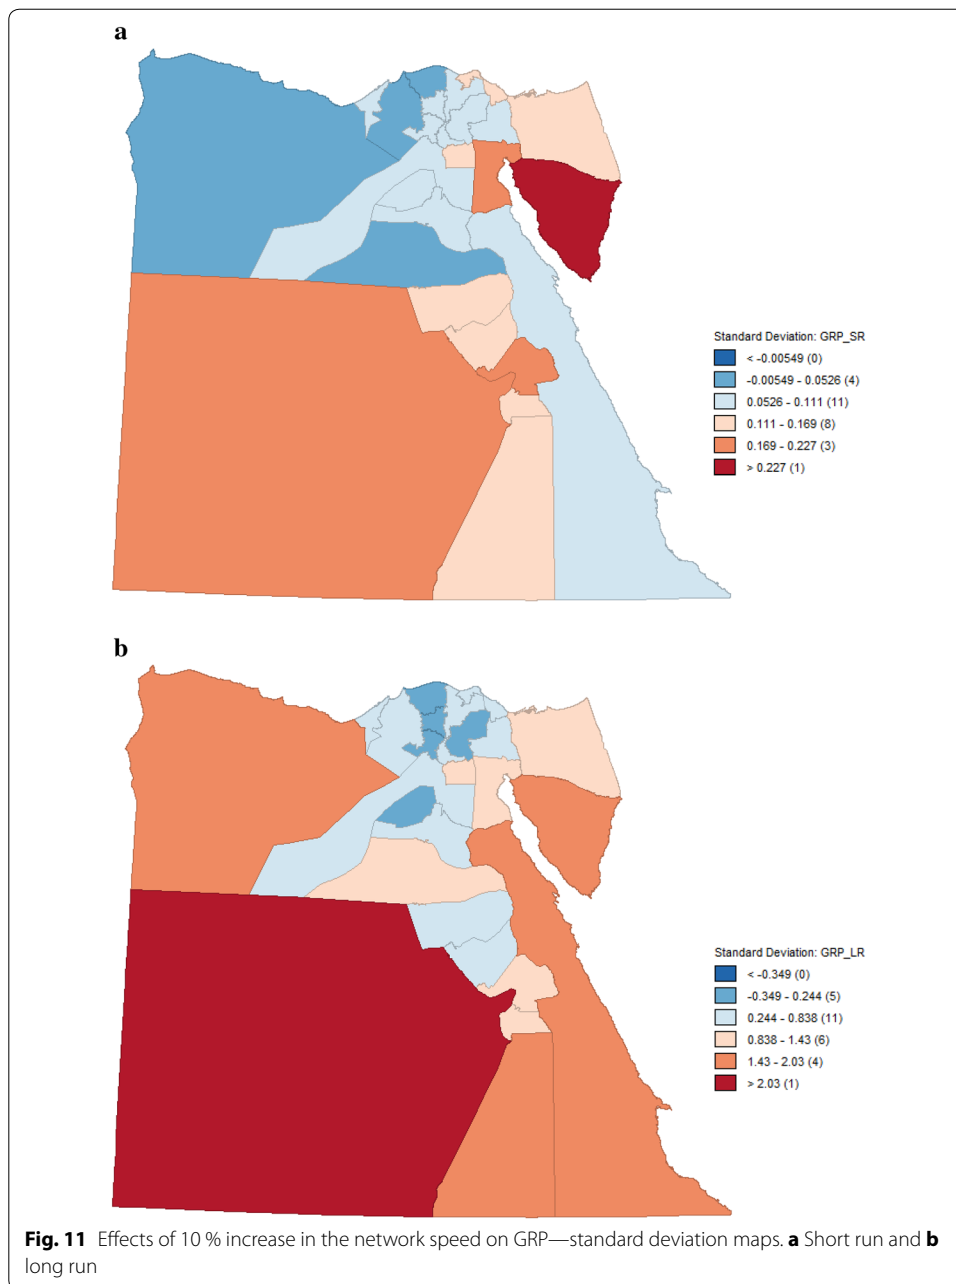 a
Standard Deviation: GRP_SR
< -0.00549 (0)
-0.00549 - 0.0526 (4)
0.0526 - 0.111 (11)
0.111 - 0.169 (8)
0.169 - 0.227 (3)
> 0.227 (1)
b
Standard Deviation: GRP_LR
< -0.349 (0)
-0.349 - 0.244 (5)
0.244 - 0.838 (11)
0.838 - 1.43 (6)
1.43 - 2.03 (4)
> 2.03 (1)
Fig. 11 Effects of 10 % increase in the network speed on GRP—standard deviation maps. a Short run and b
long run